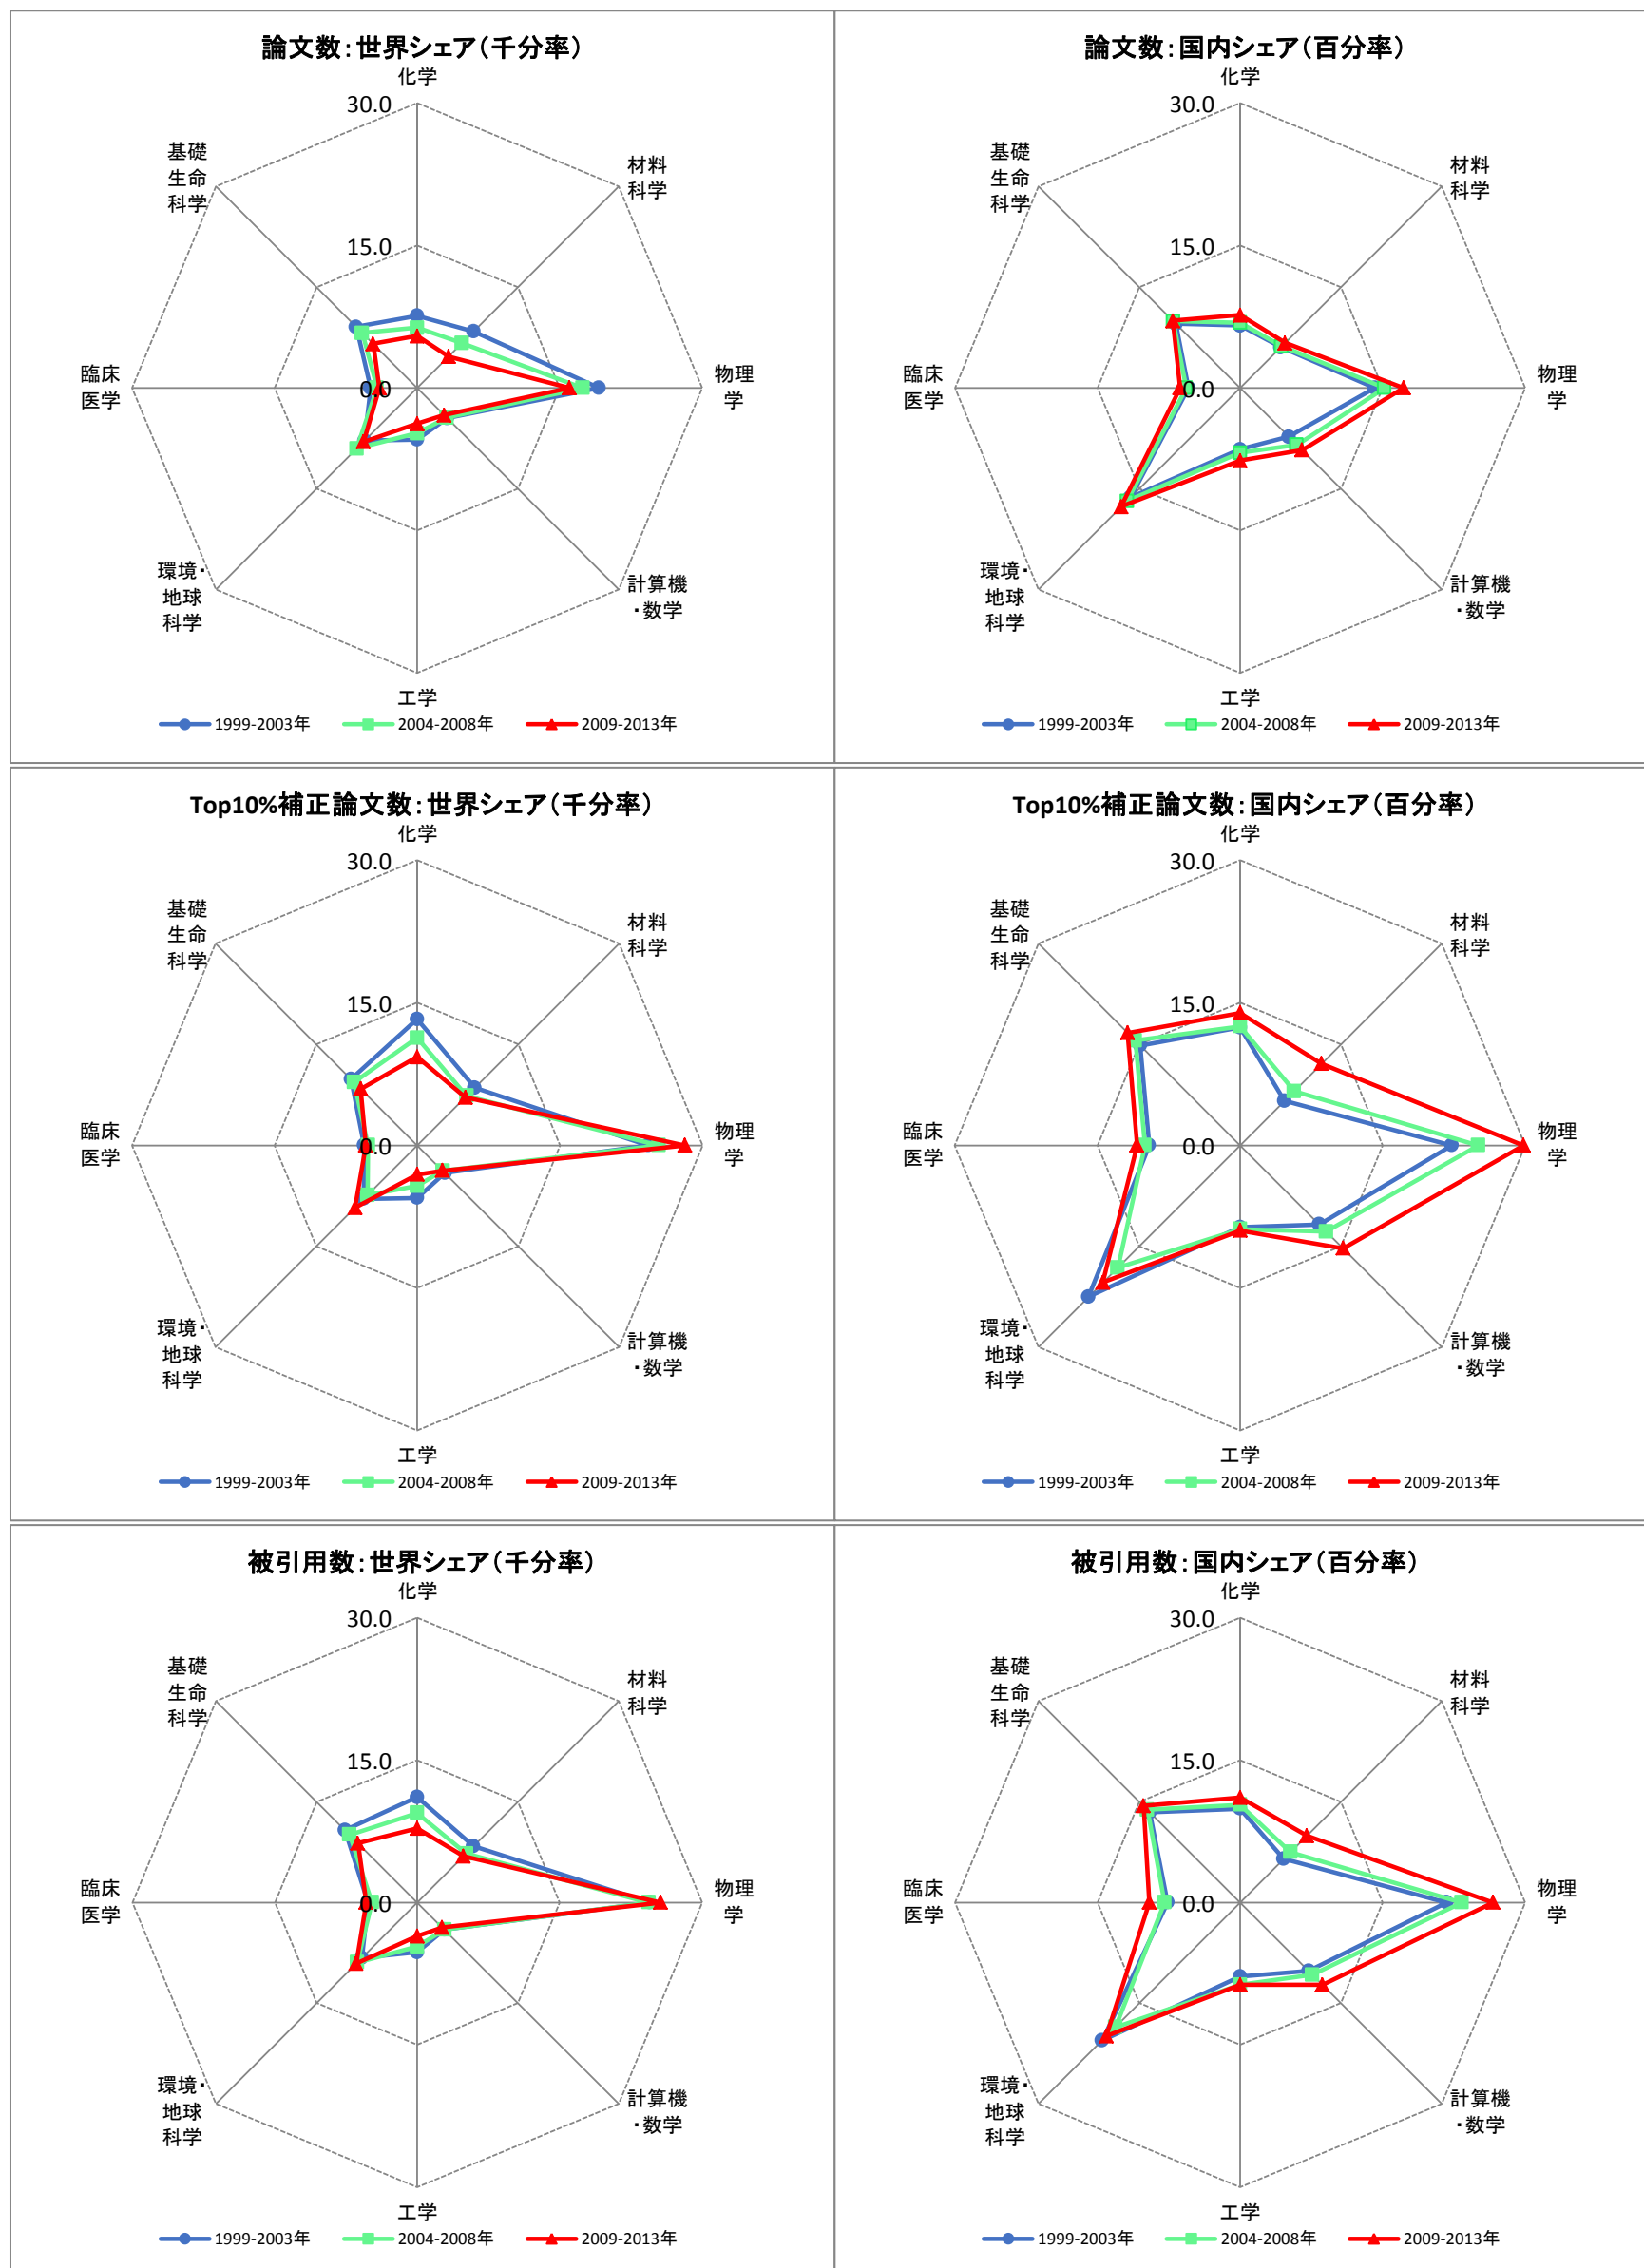 論文数：世界シェア（千分率）
化学
30.0
基礎
生命
科学
材料
科学
15.0
臨床
医学
0.0
物理
学
環境・
地球
科学
計算機
・数学
工学
1999-2003年 2004-2008年 2009-2013年
論文数：国内シェア（百分率）
化学
30.0
基礎
生命
科学
材料
科学
15.0
臨床
医学
0.0
物理
学
環境・
地球
科学
計算機
・数学
工学
1999-2003年 2004-2008年 2009-2013年
Top10%補正論文数：世界シェア（千分率）
化学
30.0
基礎
生命
科学
材料
科学
15.0
臨床
医学
0.0
物理
学
環境・
地球
科学
計算機
・数学
工学
1999-2003年 2004-2008年 2009-2013年
Top10%補正論文数：国内シェア（百分率）
化学
30.0
基礎
生命
科学
材料
科学
15.0
臨床
医学
0.0
物理
学
環境・
地球
科学
計算機
・数学
工学
1999-2003年 2004-2008年 2009-2013年
被引用数：世界シェア（千分率）
化学
30.0
基礎
生命
科学
材料
科学
15.0
臨床
医学
0.0
物理
学
環境・
地球
科学
計算機
・数学
工学
1999-2003年 2004-2008年 2009-2013年
被引用数：国内シェア（百分率）
化学
30.0
基礎
生命
科学
材料
科学
15.0
臨床
医学
0.0
物理
学
環境・
地球
科学
計算機
・数学
工学
1999-2003年 2004-2008年 2009-2013年